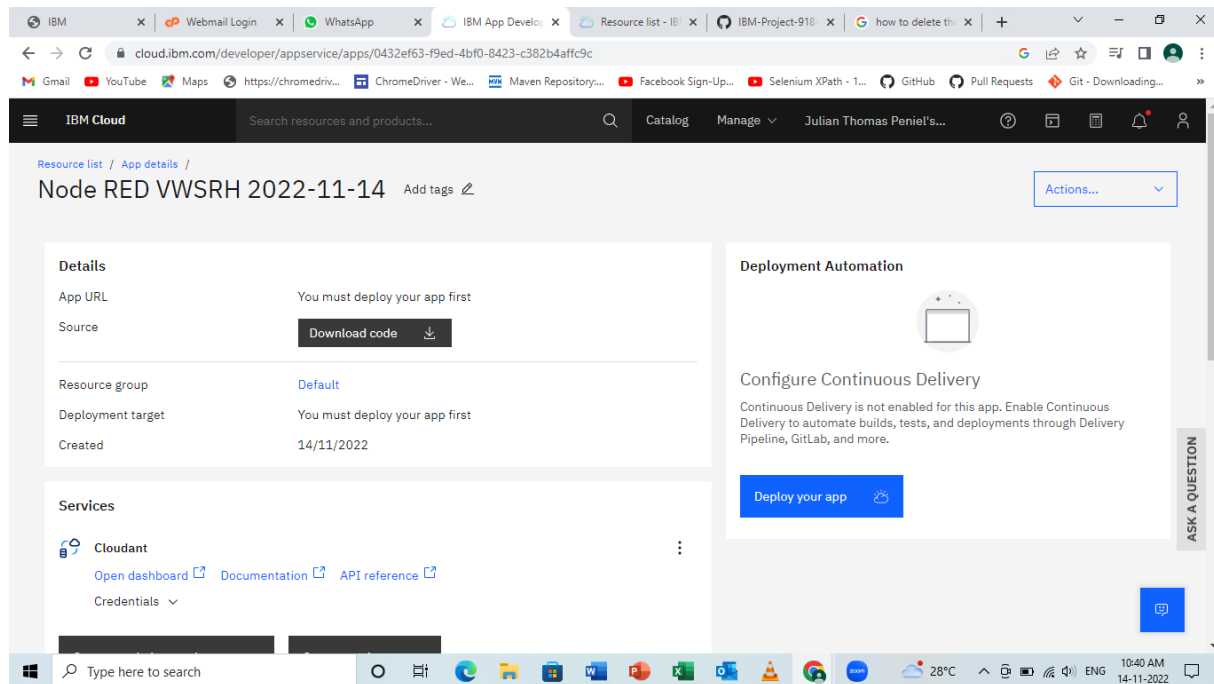 IBM
Webmail Login
WhatsApp
IBM App Develop
Resource list - IB
IBM-Project-918-
how to delete the
cloud.ibm.com/developer/appservice/apps/0432ef63-f9ed-4bf0-8423-c382b4affc9c
Gmail YouTube Maps https://chromedriv... ChromeDriver - We... Maven Repository:... Facebook Sign-Up... Selenium XPath - 1... GitHub Pull Requests Git - Downloading... »
IBM Cloud Search resources and products... Catalog Manage Julian Thomas Peniel's...
Resource list / App details /
Node RED VWSRH 2022-11-14 Add tags
Actions...
Details
App URL You must deploy your app first
Source Download code
Resource group Default
Deployment target You must deploy your app first
Created 14/11/2022
Services
Cloudant
Open dashboard Documentation API reference
Credentials
Deployment Automation
Configure Continuous Delivery
Continuous Delivery is not enabled for this app. Enable Continuous
Delivery to automate builds, tests, and deployments through Delivery
Pipeline, GitLab, and more.
Deploy your app
ASK A QUESTION
Type here to search
28°C ENG 10:40 AM
14-11-2022